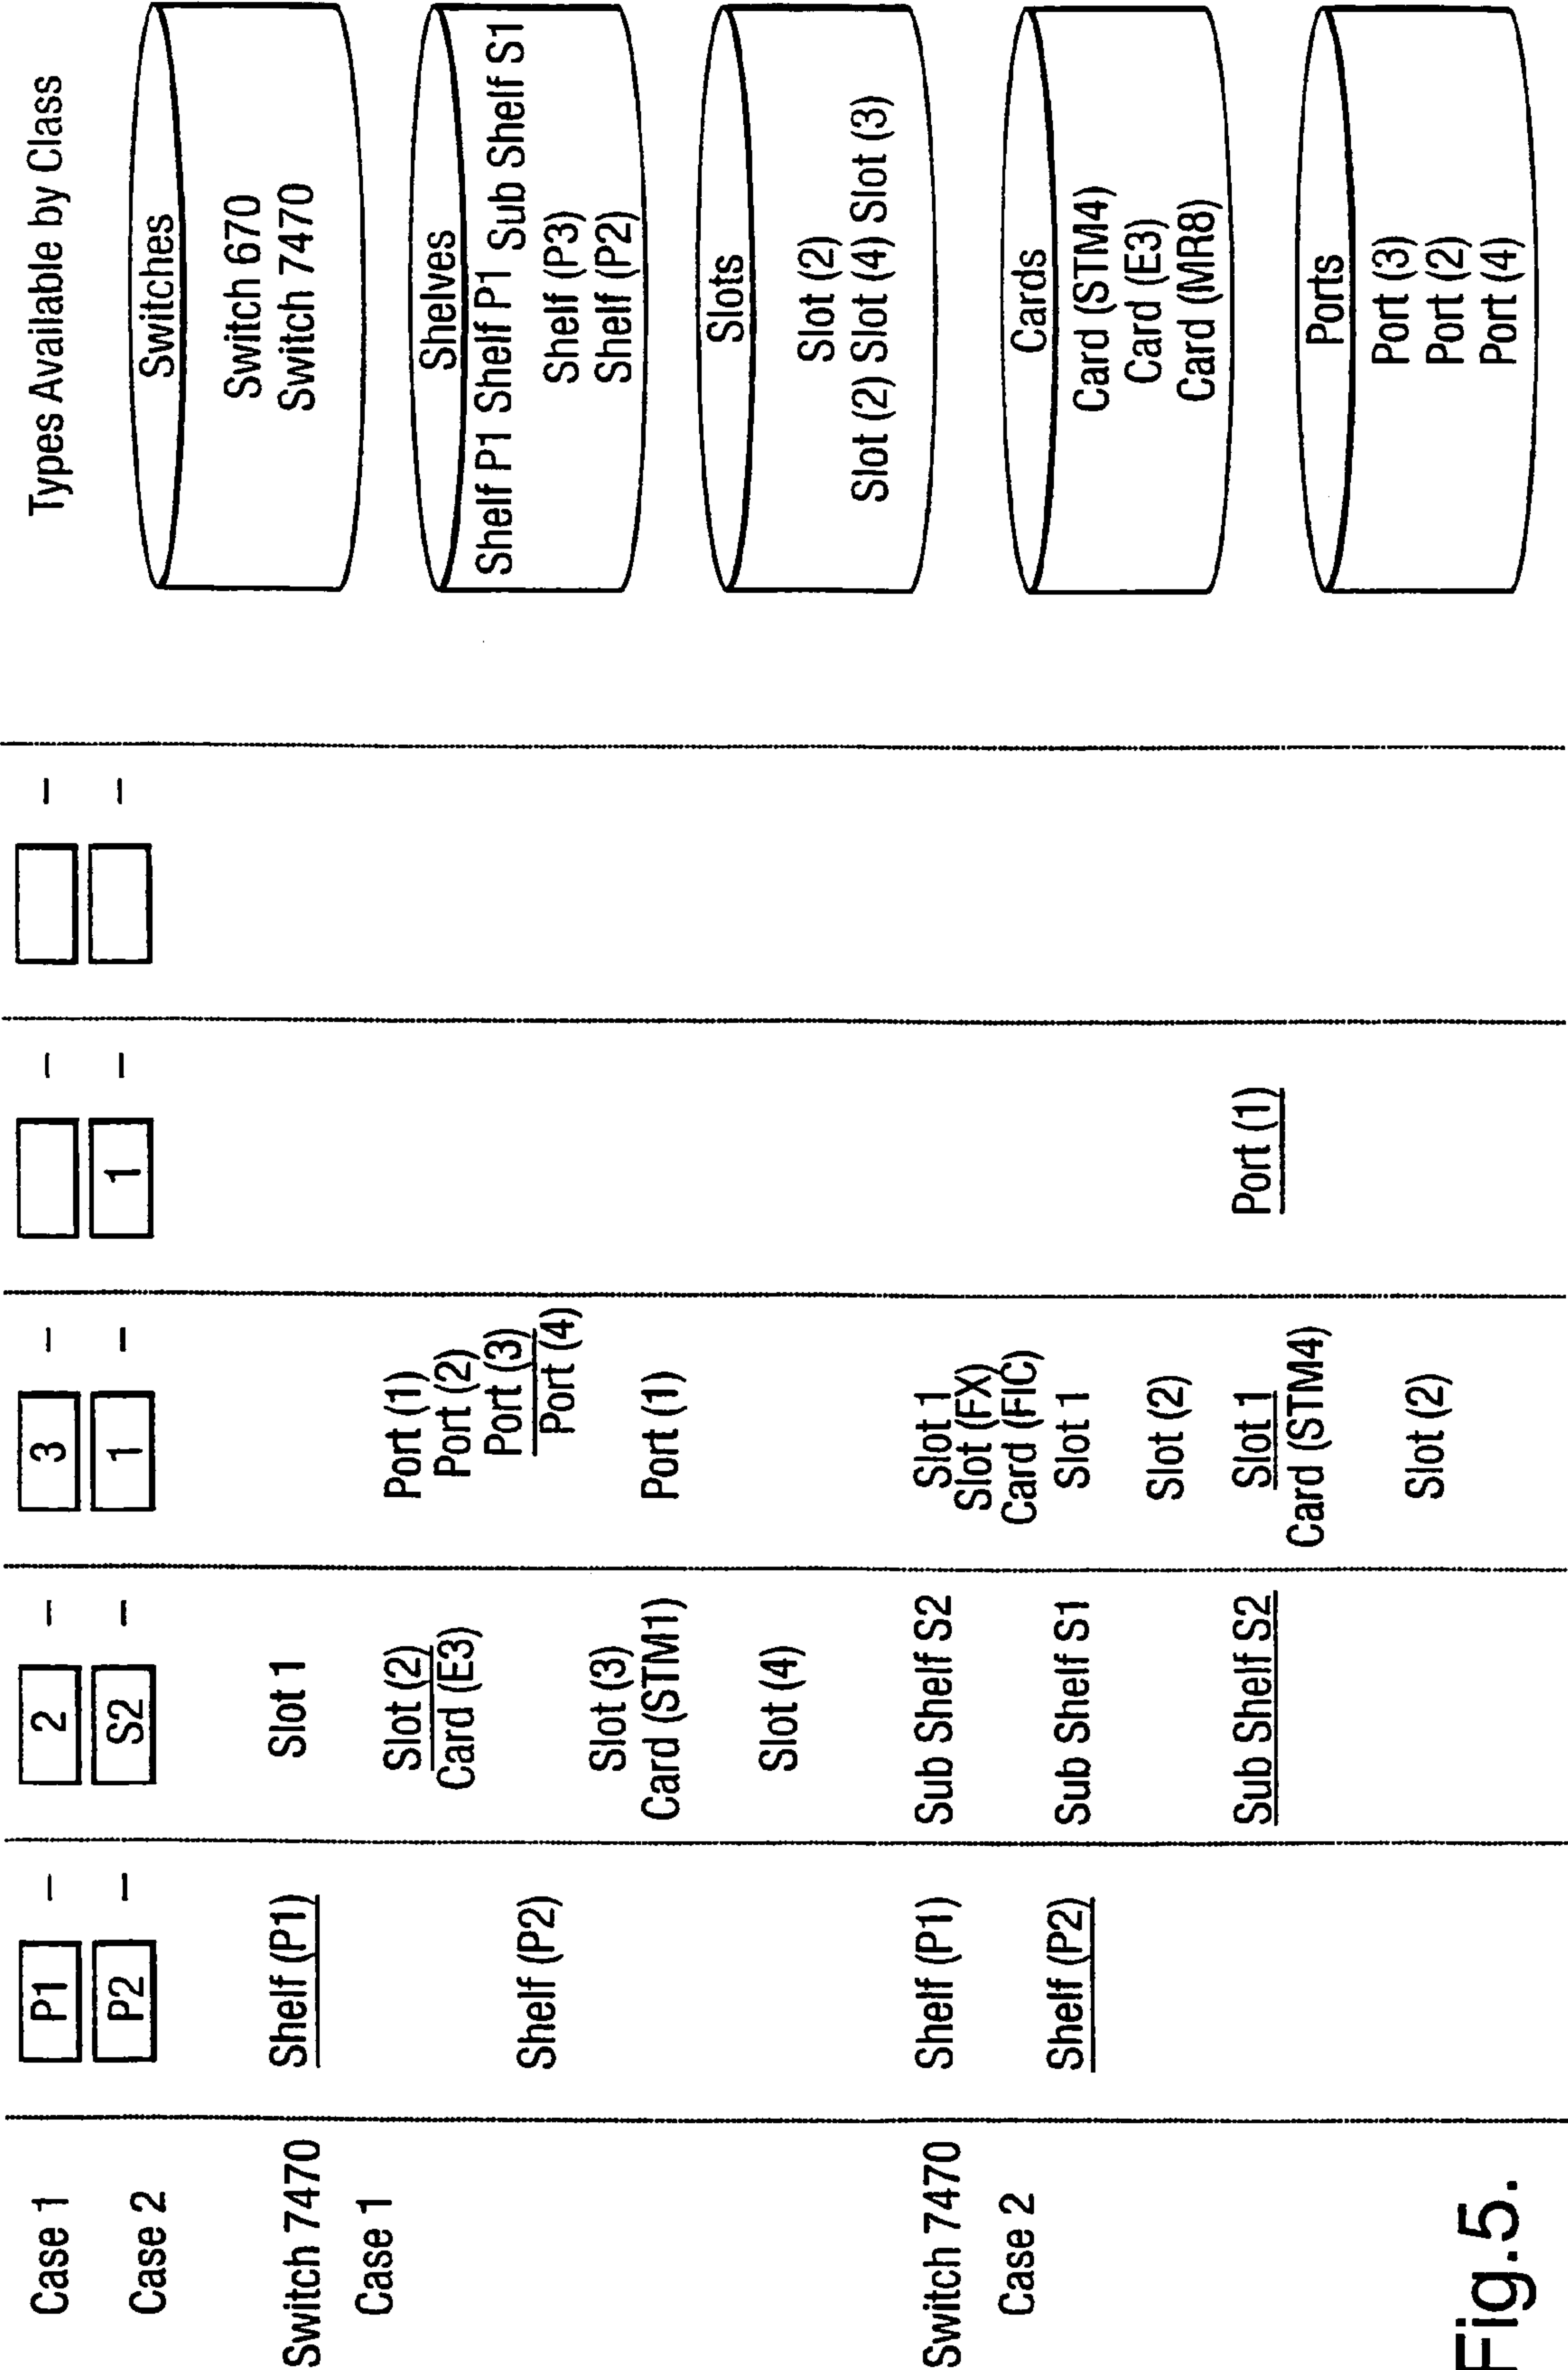 Case 1 P1 – 2 – 3 – –
Case 2 P2 – S2 – 1 – 1 – –
Switch 7470
Case 1
Shelf (P1)
Shelf (P2)
Slot 1
Slot (2)
Card (E3)
Slot (3)
Card (STM1)
Slot (4)
Port (1)
Port (2)
Port (3)
Port (4)
Port (1)
Switch 7470
Case 2
Shelf (P1)
Shelf (P2)
Sub Shelf S2
Sub Shelf S1
Sub Shelf S2
Slot 1
Slot (FX)
Card (FIC)
Slot 1
Slot (2)
Slot 1
Card (STM4)
Slot (2)
Port (1)
Types Available by Class
Switches
Switch 670
Switch 7470
Shelves
Shelf P1 Shelf P1 Sub Shelf S1
Shelf (P3)
Shelf (P2)
Slots
Slot (2)
Slot (2) Slot (4) Slot (3)
Cards
Card (STM4)
Card (E3)
Card (MR8)
Ports
Port (3)
Port (2)
Port (4)
Fig.5.